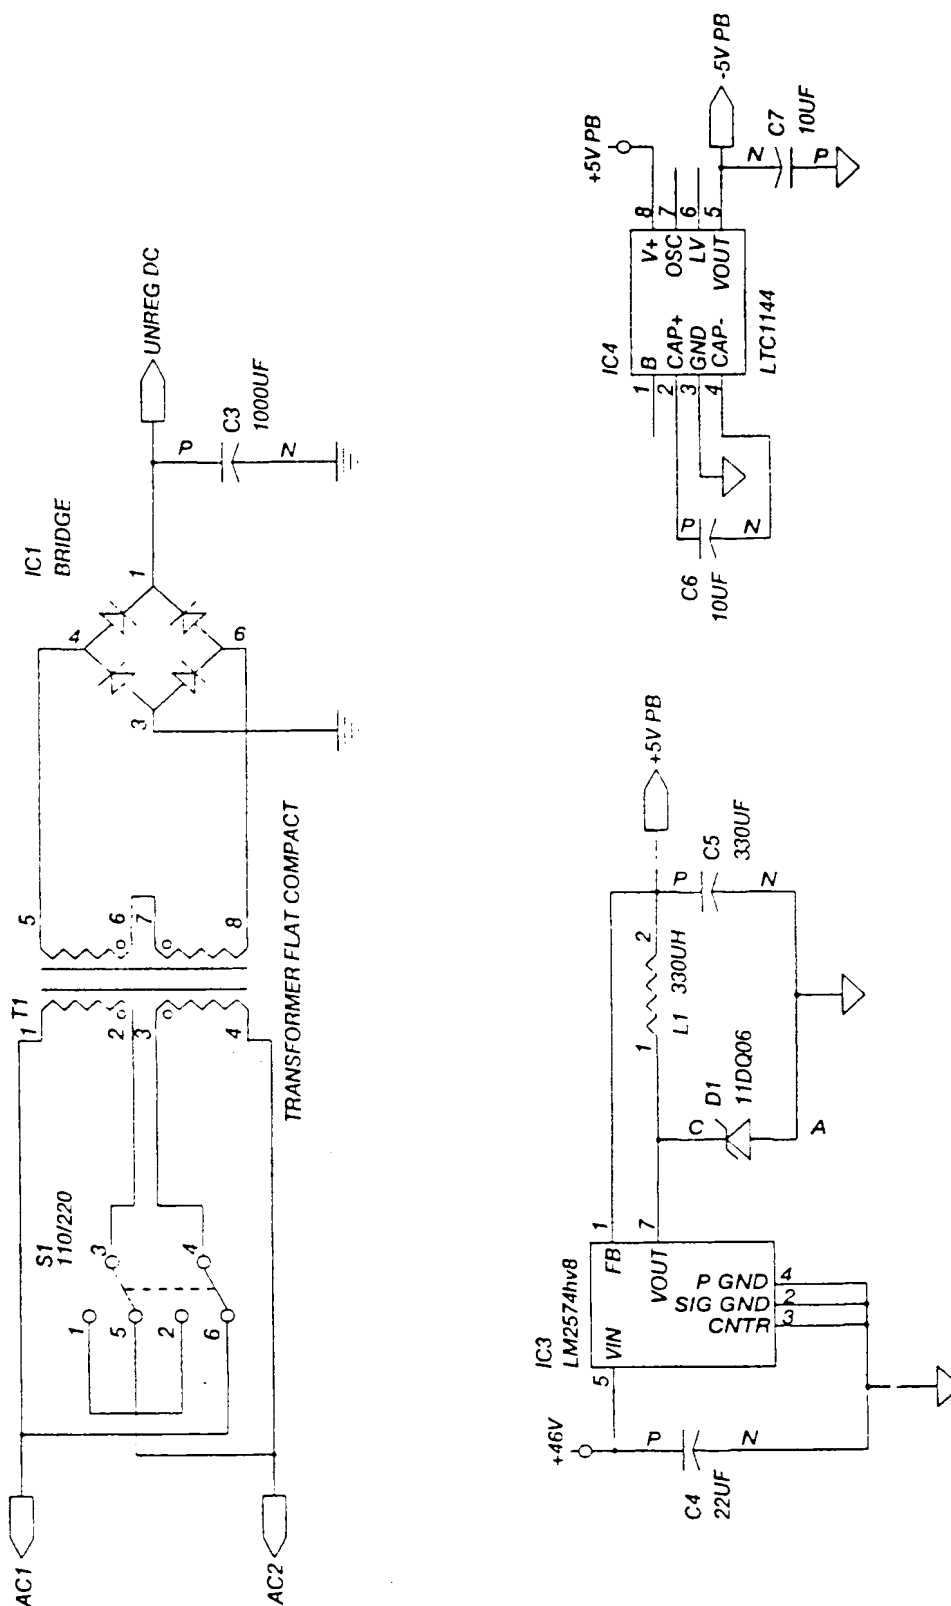 AC1
AC2
S1
110/220
1
5
2
6
3
4
T1
1
2
3
4
5
6
7
8
TRANSFORMER FLAT COMPACT
IC1
BRIDGE
4
1
3
6
UNREG DC
P
C3
1000UF
N
+46V
P
C4
22UF
N
IC3
LM2574hv8
5
VIN
FB
1
VOUT
7
P GND
4
SIG GND
2
CNTR
3
C
D1
11DQ06
A
1
L1
330UH
2
P
C5
330UF
N
+5V PB
C6
10UF
P
N
IC4
1
B
2
CAP+
3
GND
4
CAP-
V+
8
OSC
7
LV
6
VOUT
5
LTC1144
+5V PB
-5V PB
N
C7
10UF
P